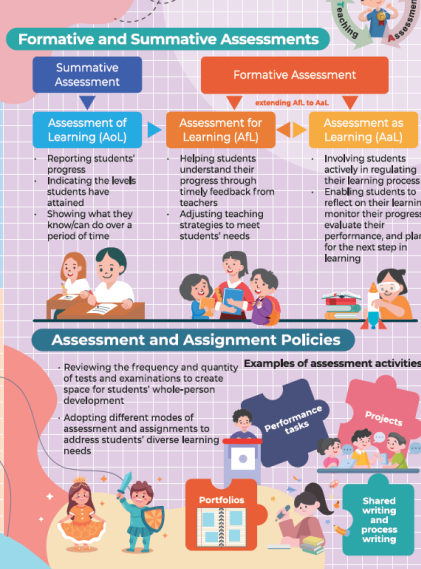 Teaching
Assessment
Formative and Summative Assessments
Summative
Assessment
Formative Assessment
extending AfL to AaL
Assessment of
Learning (AoL)
Assessment for
Learning (AfL)
Assessment as
Learning (AaL)
· Reporting students'
progress
· Indicating the levels
students have
attained
· Showing what they
know/can do over a
period of time
· Helping students
understand their
progress through
timely feedback from
teachers
· Adjusting teaching
strategies to meet
students' needs
· Involving students
actively in regulating
their learning process
· Enabling students to
reflect on their learnin
monitor their progress
evaluate their
performance, and plan
for the next step in
learning
Assessment and Assignment Policies
· Reviewing the frequency and quantity
of tests and examinations to create
space for students' whole-person
development
· Adopting different modes of
assessment and assignments to
address students' diverse learning
needs
Examples of assessment activities
Performance
tasks
Projects
Portfolios
Shared
writing
and
process
writing